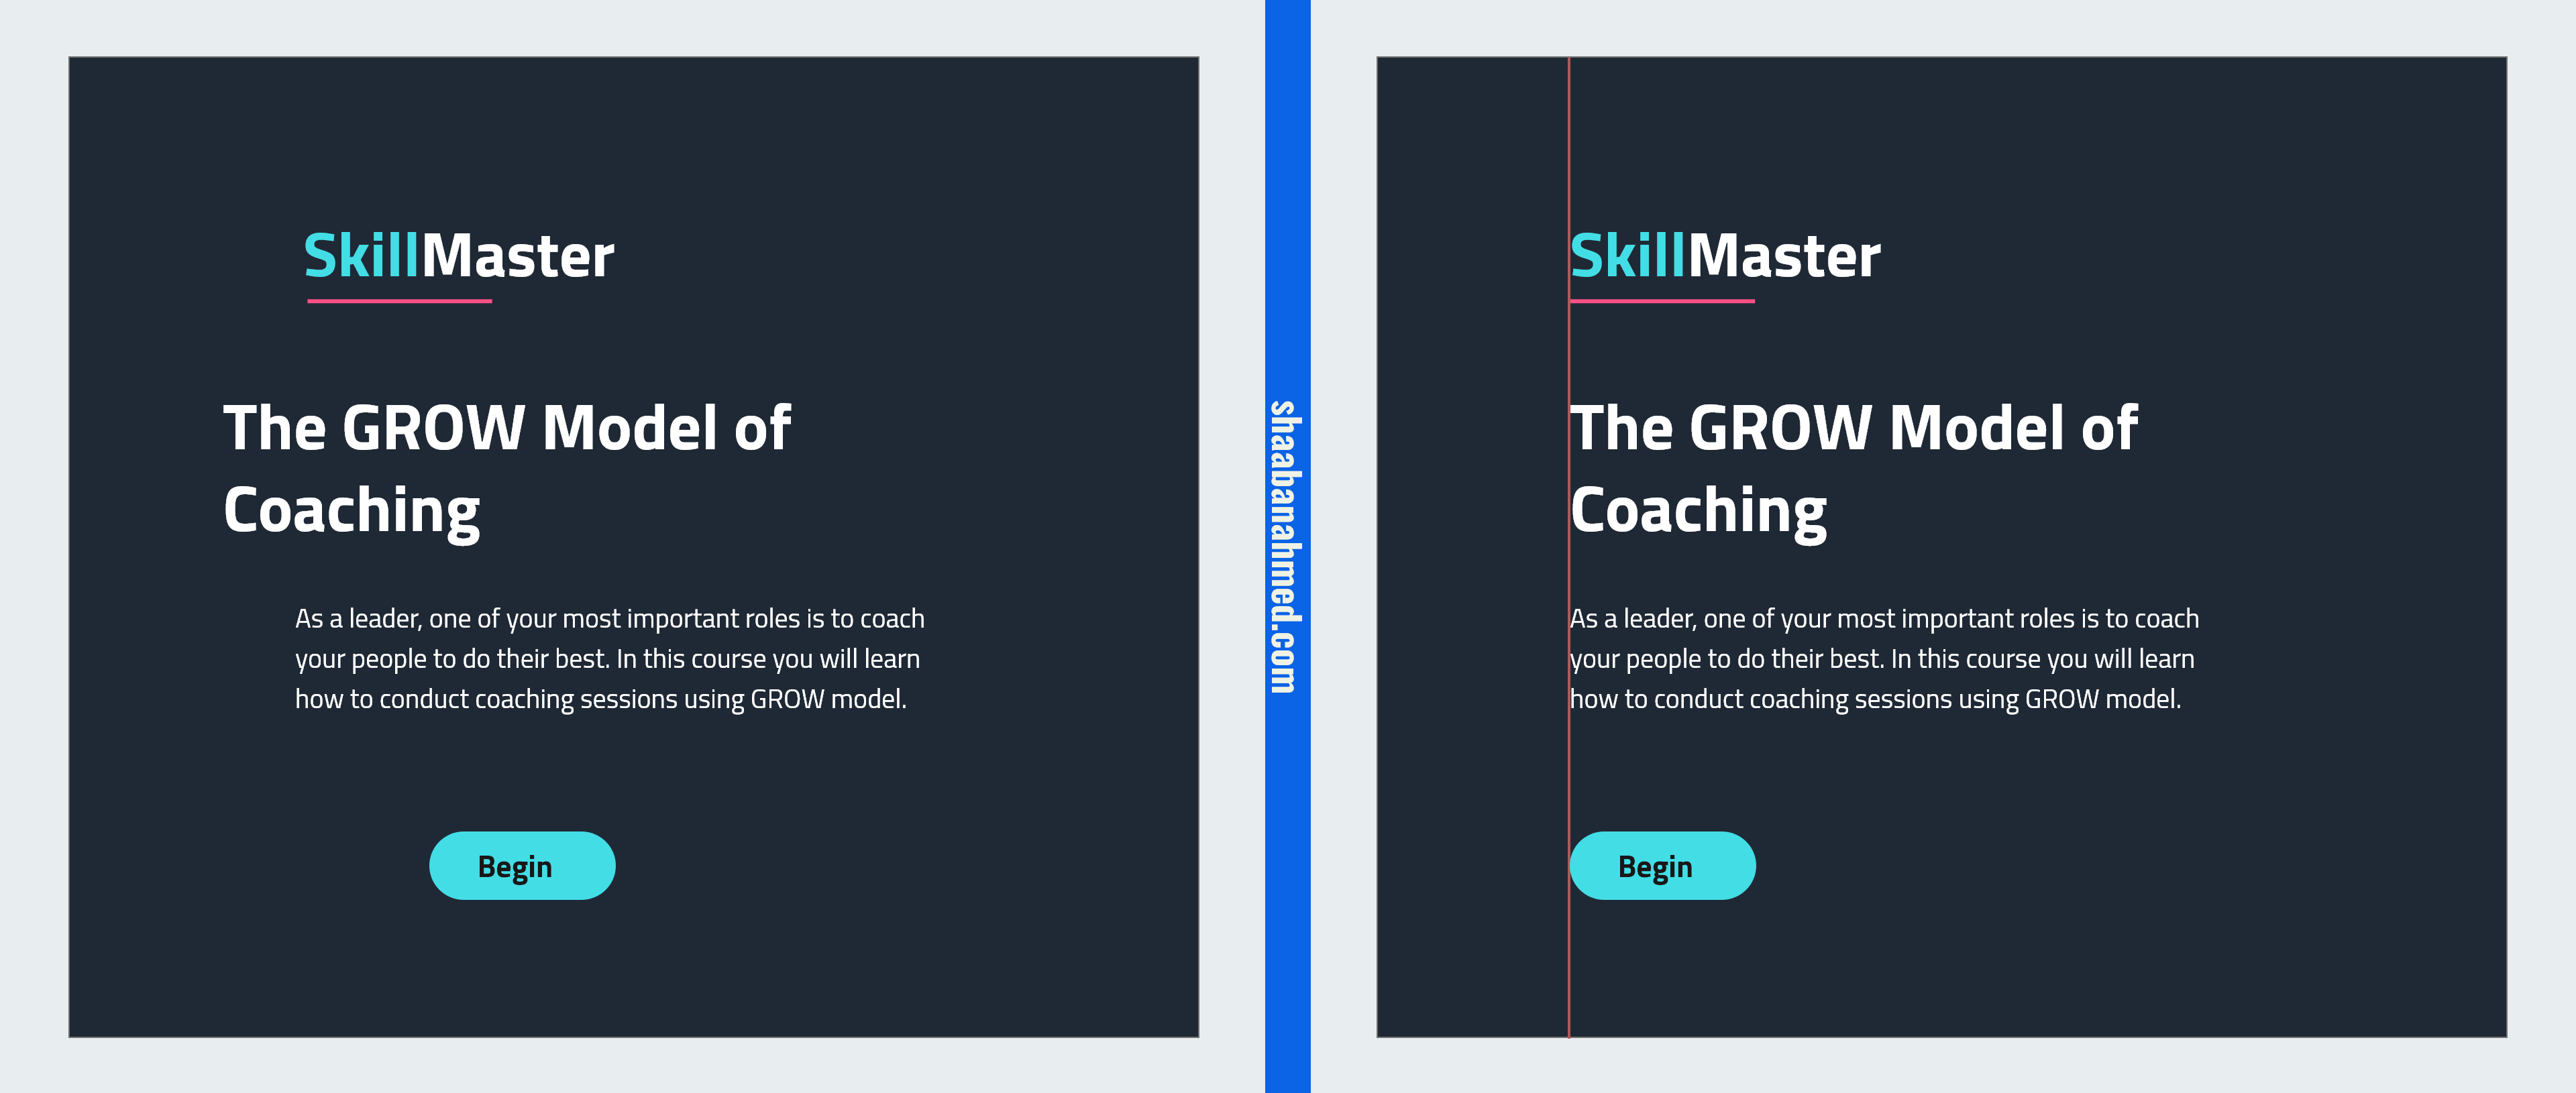 SkillMaster
The GROW Model of
Coaching
As a leader, one of your most important roles is to coach
your people to do their best. In this course you will learn
how to conduct coaching sessions using GROW model.
Begin
shaabanahmed.com
SkillMaster
The GROW Model of
Coaching
As a leader, one of your most important roles is to coach
your people to do their best. In this course you will learn
how to conduct coaching sessions using GROW model.
Begin